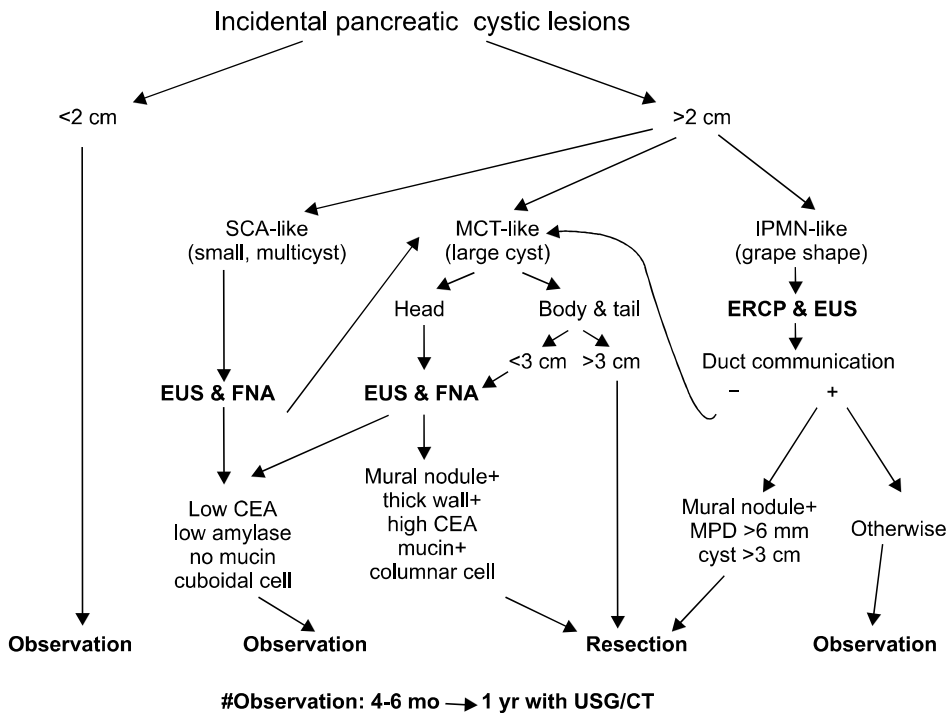 Incidental pancreatic cystic lesions
<2 cm
>2 cm
SCA-like
(small, multicyst)
MCT-like
(large cyst)
IPMN-like
(grape shape)
Head
Body & tail
ERCP & EUS
<3 cm
>3 cm
Duct communication
EUS & FNA
EUS & FNA
–
+
Low CEA
low amylase
no mucin
cuboidal cell
Mural nodule+
thick wall+
high CEA
mucin+
columnar cell
Mural nodule+
MPD >6 mm
cyst >3 cm
Otherwise
Observation
Observation
Resection
Observation
#Observation: 4-6 mo → 1 yr with USG/CT